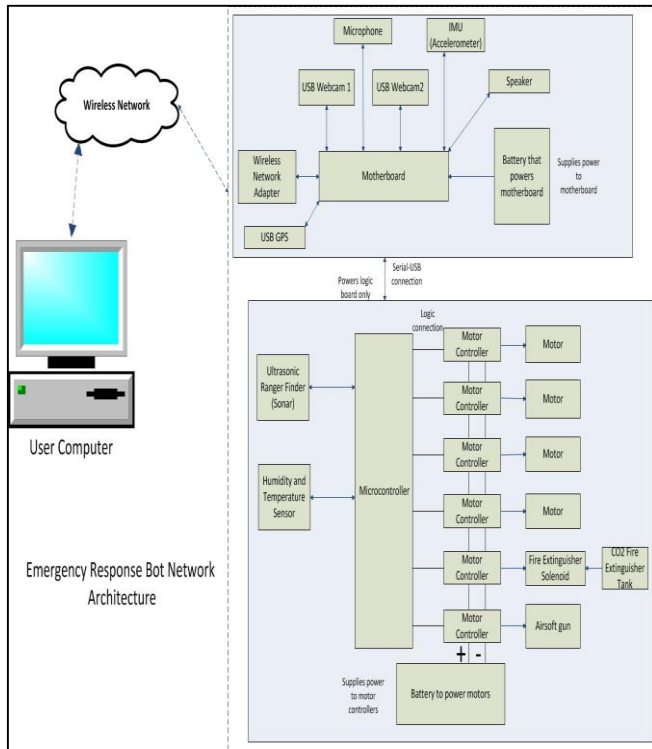 Wireless Network
User Computer
Emergency Response Bot Network
Architecture
Microphone
IMU
(Accelerometer)
USB Webcam 1
USB Webcam2
Speaker
Wireless
Network
Adapter
Motherboard
Battery that
powers
motherboard
Supplies power
to
motherboard
USB GPS
Powers logic
board only
Serial-USB
connection
Logic
connection
Motor
Controller
Motor
Ultrasonic
Ranger Finder
(Sonar)
Motor
Controller
Motor
Motor
Controller
Motor
Humidity and
Temperature
Sensor
Microcontroller
Motor
Controller
Motor
Motor
Controller
Fire Extinguisher
Solenoid
CO2 Fire
Extinguisher
Tank
Motor
Controller
Airsoft gun
+ -
Supplies power
to motor
controllers
Battery to power motors